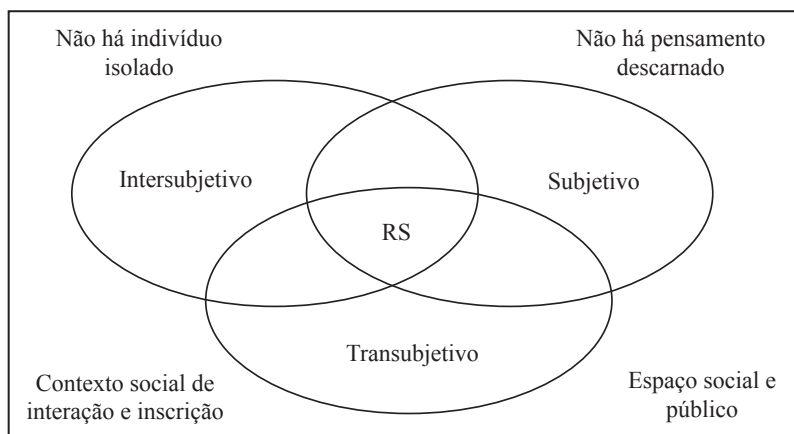 Não há indivíduo
isolado
Não há pensamento
descarnado
Intersubjetivo
Subjetivo
RS
Transubjetivo
Contexto social de
interação e inscrição
Espaço social e
público